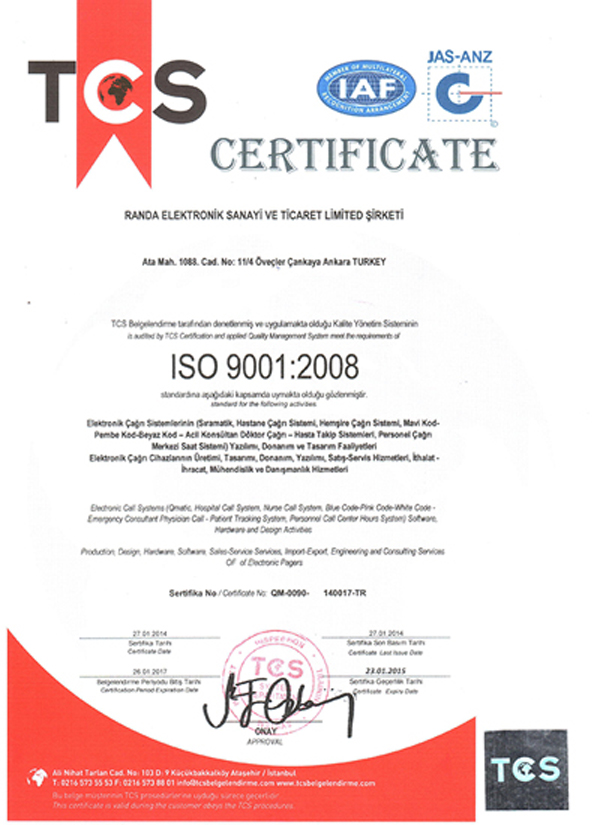 TCS
MEMBER OF MULTILATERAL
IAF
RECOGNITION ARRANGEMENT
JAS-ANZ
CERTIFICATE
RANDA ELEKTRONİK SANAYİ VE TİCARET LİMİTED ŞİRKETİ
Ata Mah. 1088. Cad. No: 11/4 Öveçler Çankaya Ankara TURKEY
TCS Belgelendirme tarafından denetlenmiş ve uygulamakta olduğu Kalite Yönetim Sisteminin
is audited by TCS Certification and applied Quality Management System meet the requirements of
ISO 9001:2008
standardına aşağıdaki kapsamda uymakta olduğu gözlenmiştir.
standard for the following activities.
Elektronik Çağrı Sistemlerinin (Sıramatik, Hastane Çağrı Sistemi, Hemşire Çağrı Sistemi, Mavi Kod-
Pembe Kod-Beyaz Kod – Acil Konsültan Döktor Çağrı – Hasta Takip Sistemleri, Personel Çağrı
Merkezi Saat Sistemi) Yazılımı, Donanım ve Tasarım Faaliyetleri
Elektronik Çağrı Cihazlarının Üretimi, Tasarımı, Donanım, Yazılımı, Satış-Servis Hizmetleri, İthalat -
İhracat, Mühendislik ve Danışmanlık Hizmetleri
Electronic Call Systems (Qmatic, Hospital Call System, Nurse Call System, Blue Code-Pink Code-White Code -
Emergency Consultant Physician Call - Patient Tracking System, Personnel Call Center Hours System) Software,
Hardware and Design Activities
Production, Design, Hardware, Software, Sales-Service Services, Import-Export, Engineering and Consulting Services
OF of Electronic Pagers
Sertifika No / Certificate No: QM-0090- 140017-TR
27.01.2014
Sertifika Tarihi
Certificate Date
27.01.2014
Sertifika Son Basım Tarihi
Certificate Last Issue Date
26.01.2017
Belgelendirme Periyodu Bitiş Tarihi
Certification Period Expiration Date
23.01.2015
Sertifika Geçerlilik Tarihi
Certificate Expiry Date
INSPECTION
TCS
ONAY
APPROVAL
Ali Nihat Tarlan Cad. No: 103 D: 9 Küçükbakkalköy Ataşehir / İstanbul
T: 0216 573 55 53 F: 0216 573 88 01 info@tcsbelgelendirme.com www.tcsbelgelendirme.com
Bu belge müşterinin TCS prosedürlerine uyduğu sürece geçerlidir.
This certificate is valid during the customer obeys the TCS procedures.
TCS